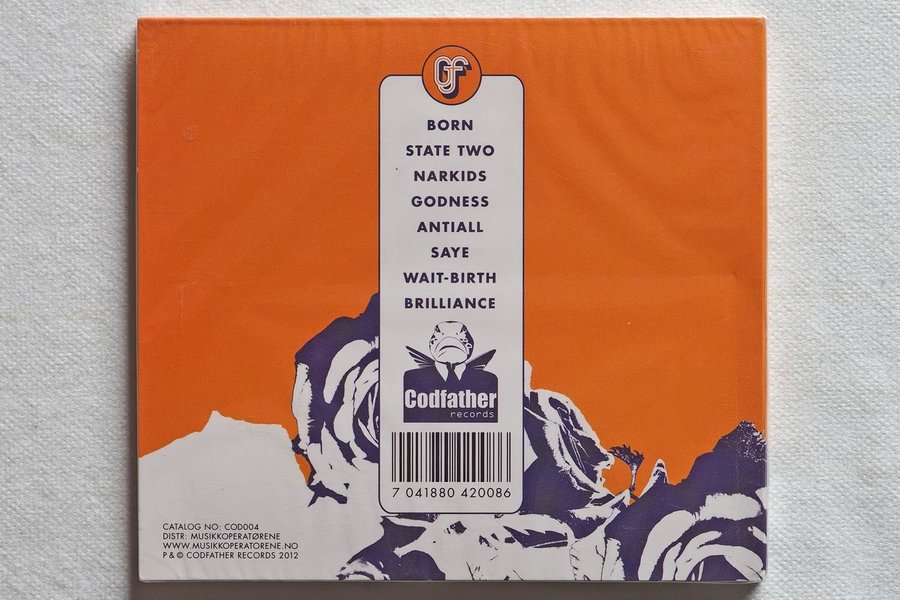 GF
BORN
STATE TWO
NARKIDS
GODNESS
ANTIALL
SAYE
WAIT-BIRTH
BRILLIANCE
Codfather
records
7 041880 420086
CATALOG NO: COD004
DISTR: MUSIKKOPERATØRENE
WWW.MUSIKKOPERATORENE.NO
P & © CODFATHER RECORDS 2012